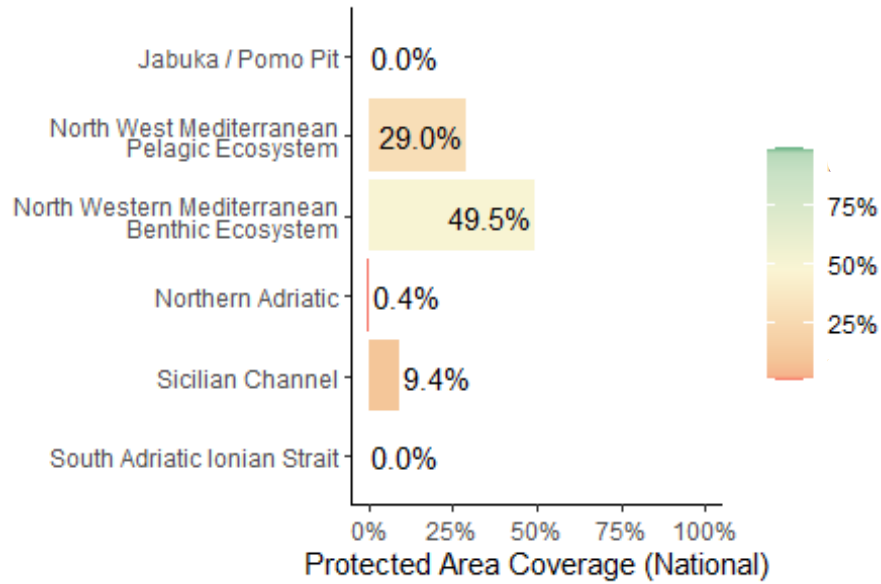 Jabuka / Pomo Pit
0.0%
North West Mediterranean
Pelagic Ecosystem
29.0%
North Western Mediterranean
Benthic Ecosystem
49.5%
Northern Adriatic
0.4%
Sicilian Channel
9.4%
South Adriatic Ionian Strait
0.0%
0% 25% 50% 75% 100%
Protected Area Coverage (National)
75%
50%
25%